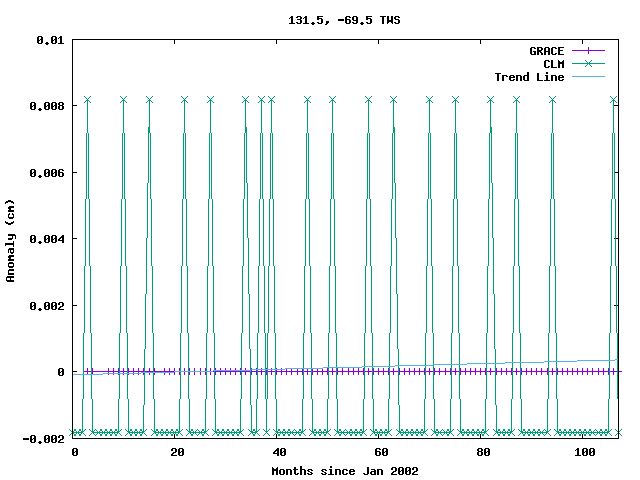 131.5, -69.5 TWS
GRACE
CLM
Trend Line
0.01
0.008
0.006
0.004
0.002
0
-0.002
Anomaly (cm)
0 20 40 60 80 100
Months since Jan 2002